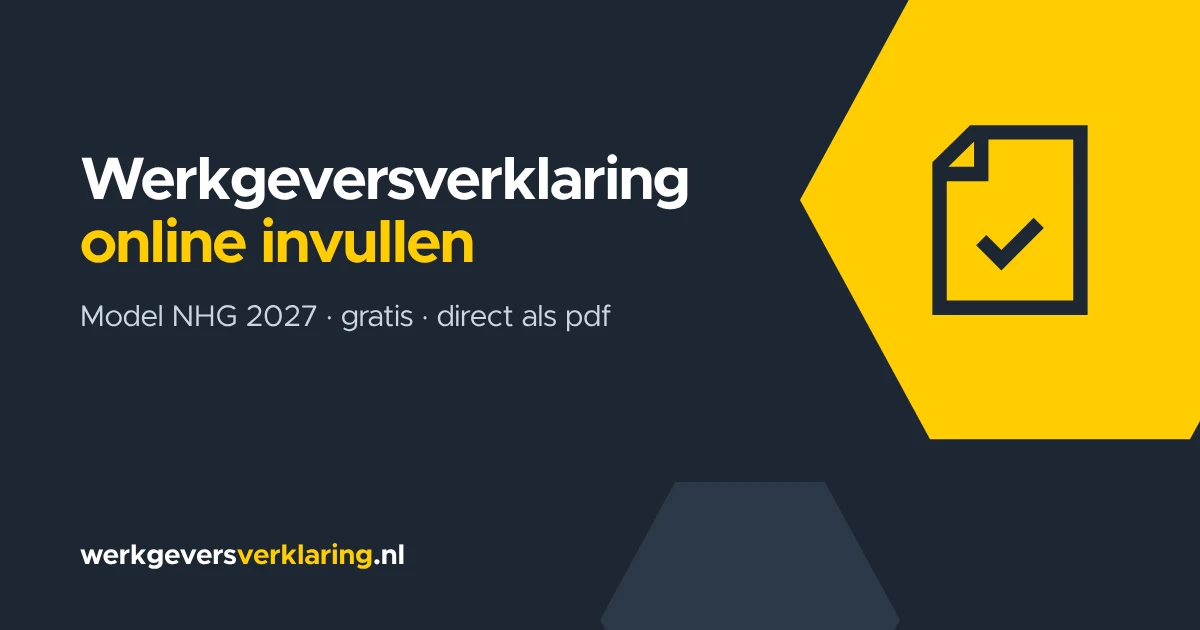 Werkgeversverklaring
online invullen
Model NHG 2027 · gratis · direct als pdf
werkgeversverklaring.nl